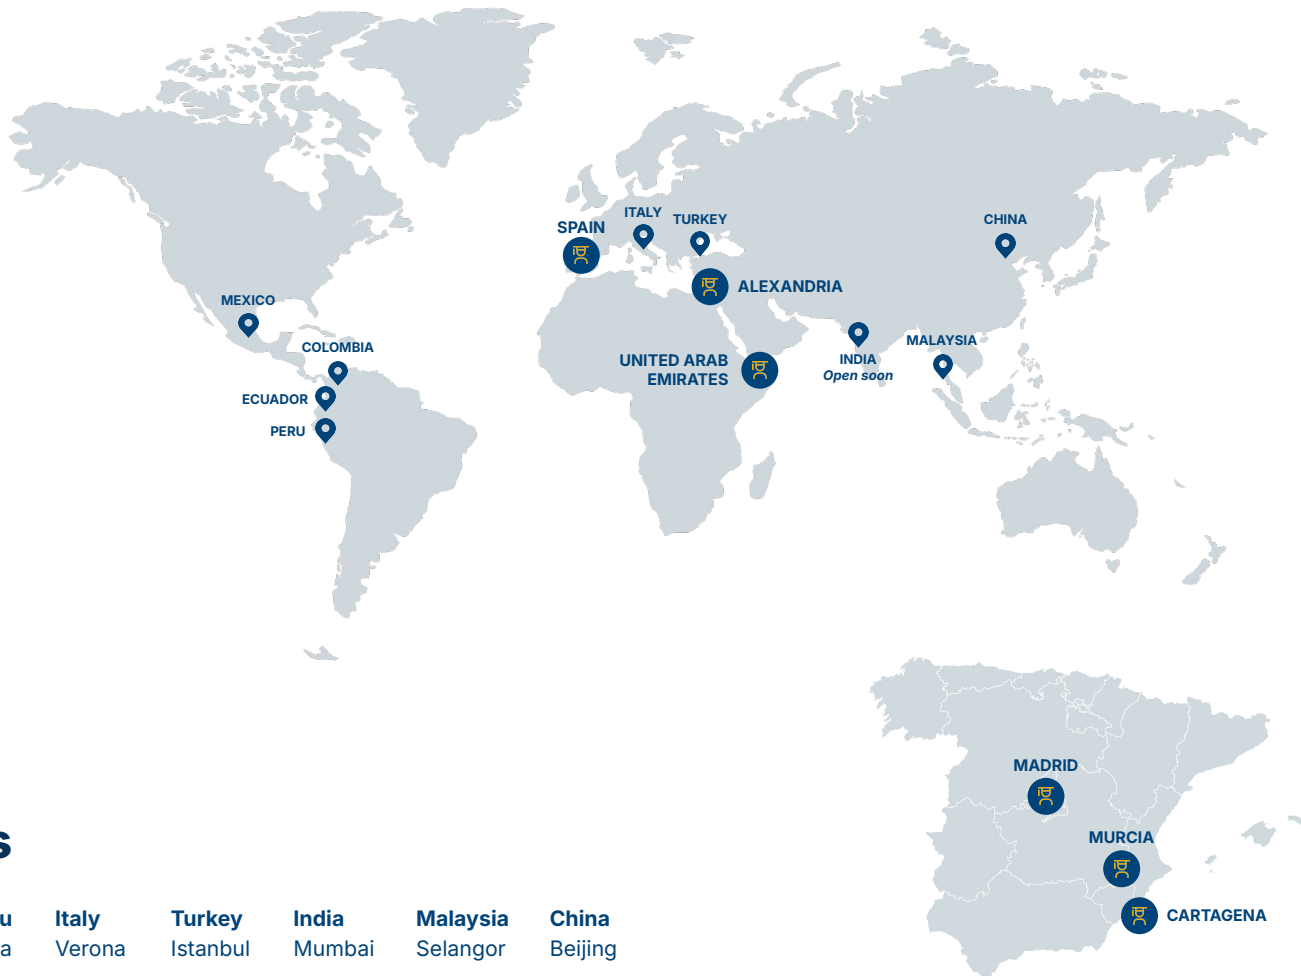 ITALY
TURKEY
SPAIN
CHINA
ALEXANDRIA
MEXICO
COLOMBIA
MALAYSIA
UNITED ARAB
EMIRATES
INDIA
Open soon
ECUADOR
PERU
MADRID
MURCIA
CARTAGENA
s
u Italy Turkey India Malaysia China
a Verona Istanbul Mumbai Selangor Beijing